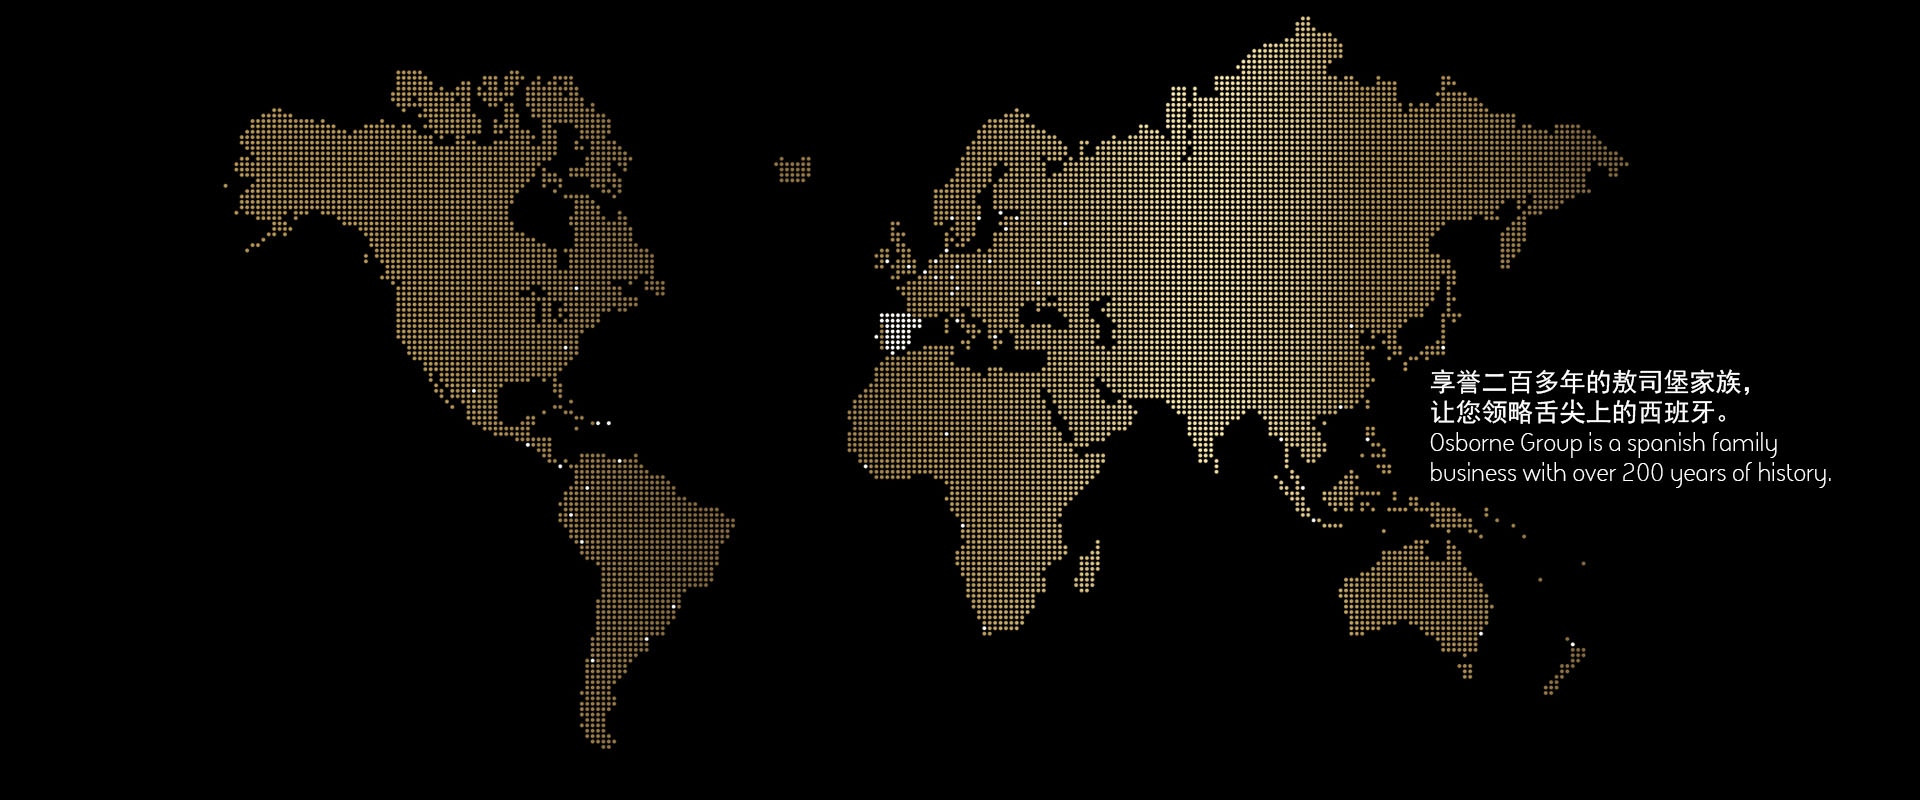 享誉二百多年的敖司堡家族，
让您领略舌尖上的西班牙。
Osborne Group is a spanish family
business with over 200 years of history.